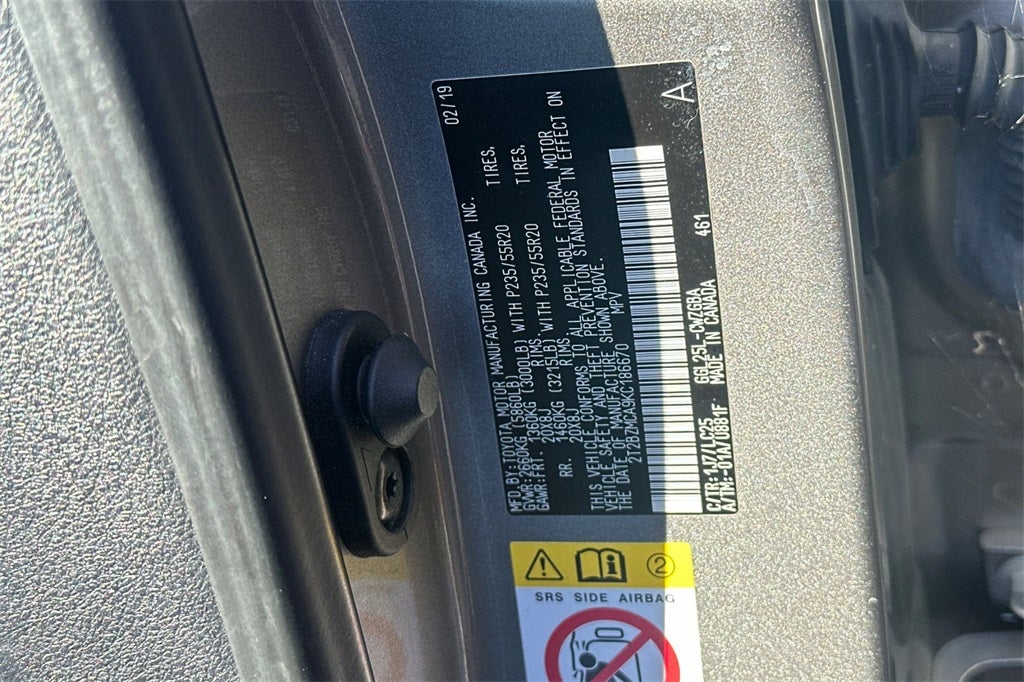 02/19
MFD BY:TOYOTA MOTOR MANUFACTURING CANADA INC.
GVWR:2660KG (5860LB)
GAWR:FRT. 1360KG (3000LB) WITH P235/55R20 TIRES,
20X8J RIMS.
RR. 1460KG (3215LB) WITH P235/55R20 TIRES,
20X8J RIMS.
THIS VEHICLE CONFORMS TO ALL APPLICABLE FEDERAL MOTOR
VEHICLE SAFETY AND THEFT PREVENTION STANDARDS IN EFFECT ON
THE DATE OF MANUFACTURE SHOWN ABOVE.
2T2BZMCA9KC186670 MPV
C/TR:1J7/LC25 GGL25L-CWZGBA 461
A/TM:-01A/U881F MADE IN CANADA
A
2
SRS SIDE AIRBAG